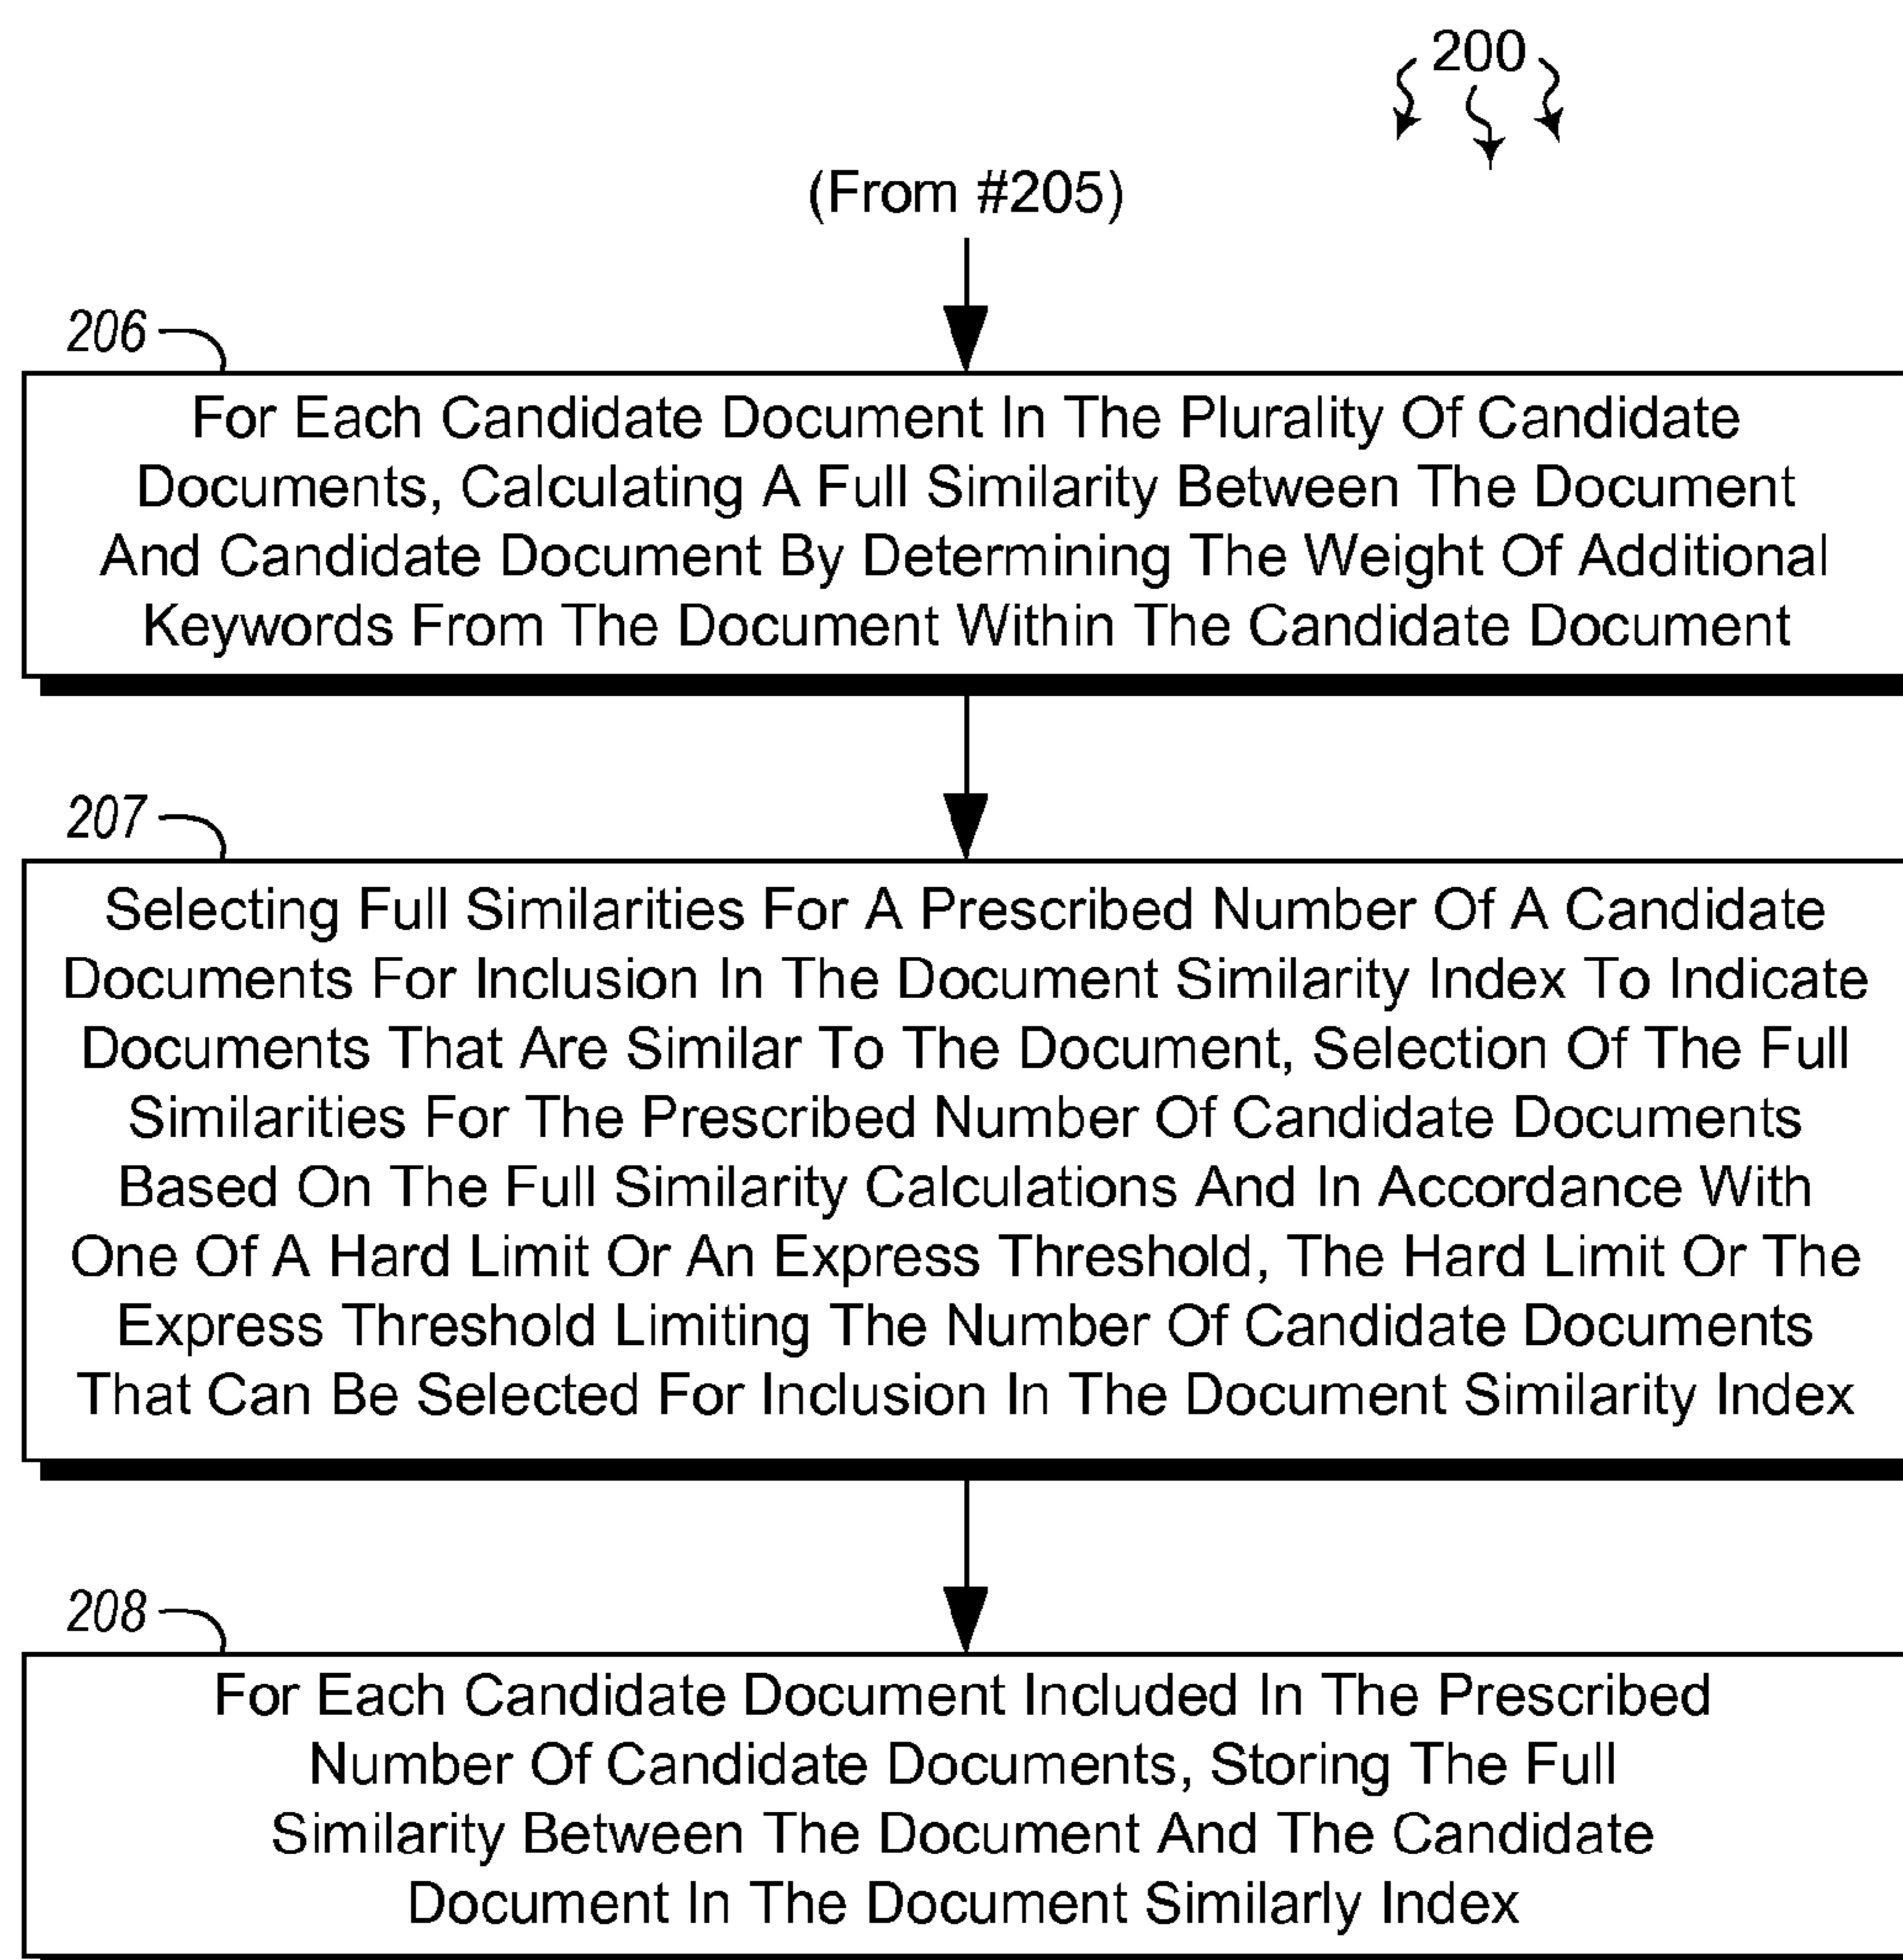 200
(From #205)
206
For Each Candidate Document In The Plurality Of Candidate
Documents, Calculating A Full Similarity Between The Document
And Candidate Document By Determining The Weight Of Additional
Keywords From The Document Within The Candidate Document
207
Selecting Full Similarities For A Prescribed Number Of A Candidate
Documents For Inclusion In The Document Similarity Index To Indicate
Documents That Are Similar To The Document, Selection Of The Full
Similarities For The Prescribed Number Of Candidate Documents
Based On The Full Similarity Calculations And In Accordance With
One Of A Hard Limit Or An Express Threshold, The Hard Limit Or The
Express Threshold Limiting The Number Of Candidate Documents
That Can Be Selected For Inclusion In The Document Similarity Index
208
For Each Candidate Document Included In The Prescribed
Number Of Candidate Documents, Storing The Full
Similarity Between The Document And The Candidate
Document In The Document Similarly Index